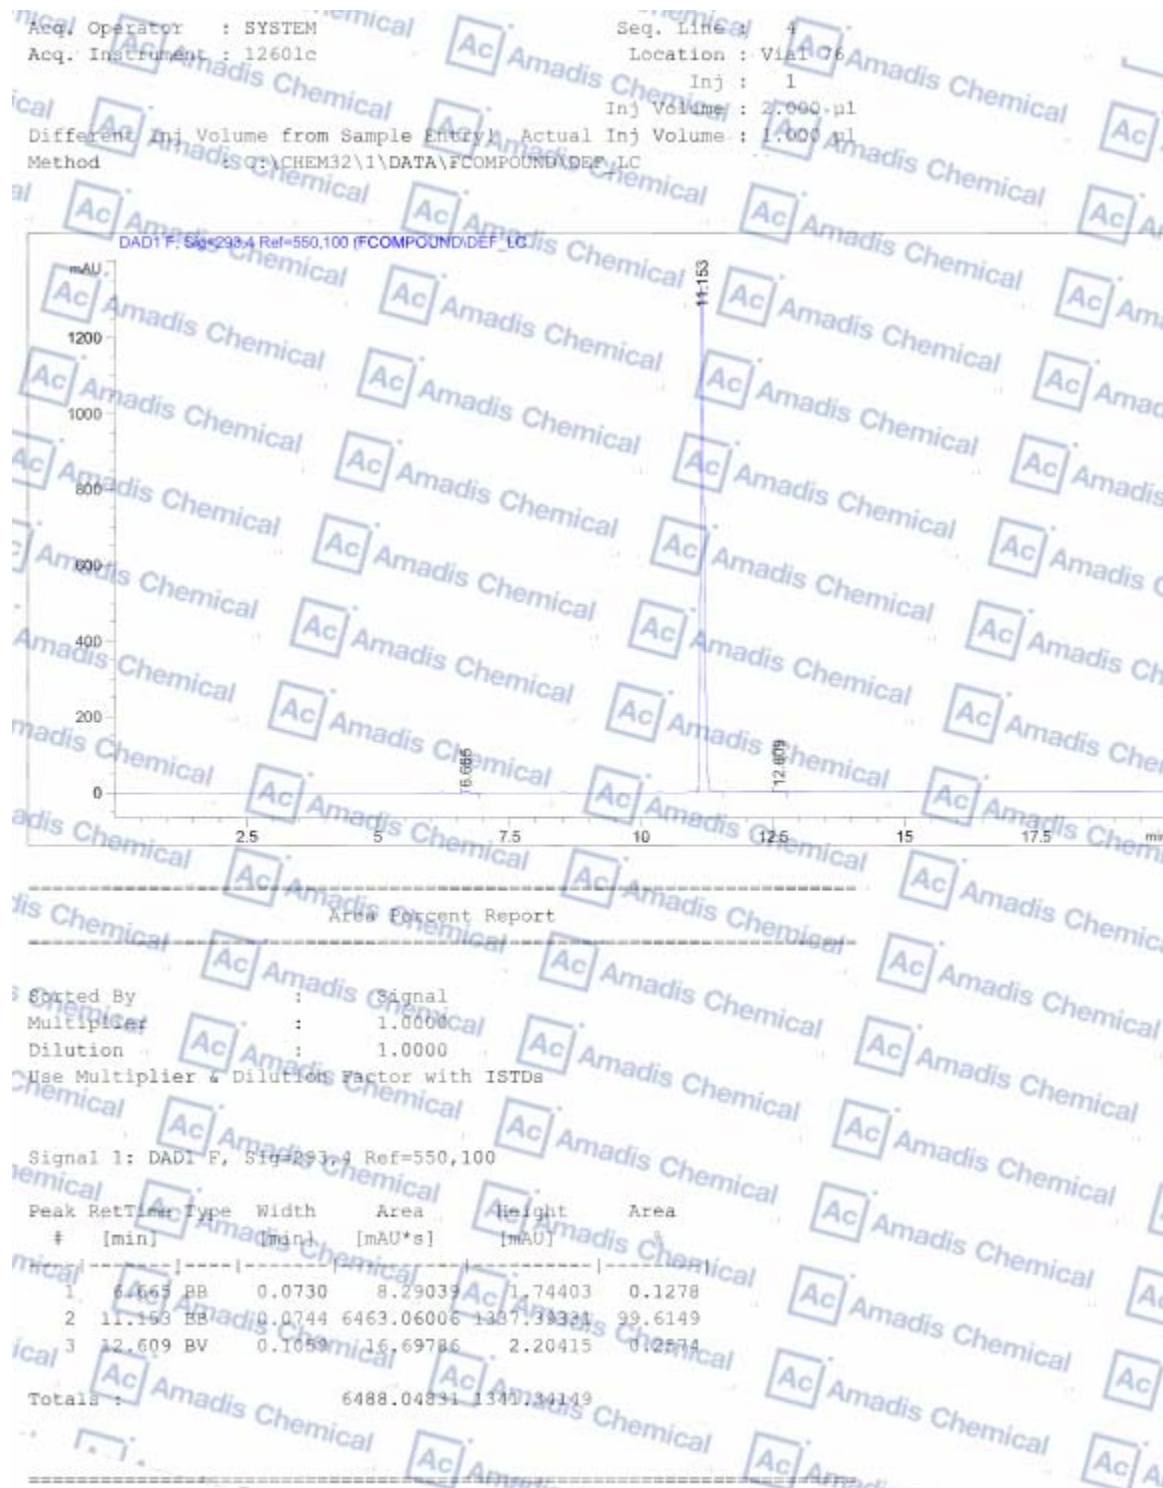 Acq. Operator : SYSTEM Seq. Line : 4
Acq. Instrument : 1260lc Location : Vial 76
Inj : 1
Inj Volume : 2.000 µl
Different Inj Volume from Sample Entry! Actual Inj Volume : 1.000 µl
Method : C:\CHEM32\1\DATA\FCOMPOUND\DEF_LC
DAD1 F, Sig=293,4 Ref=550,100 (FCOMPOUND\DEF_LC
mAU
11.153
1200
1000
800
600
400
200
6.665
12.609
0
2.5 5 7.5 10 12.5 15 17.5 min
Area Percent Report
Sorted By : Signal
Multiplier : 1.0000
Dilution : 1.0000
Use Multiplier & Dilution Factor with ISTDs
Signal 1: DAD1 F, Sig=293,4 Ref=550,100
Peak RetTime Type Width Area Height Area
# [min] [min] [mAU*s] [mAU] %
1 6.665 BB 0.0730 8.29039 1.74403 0.1278
2 11.153 BB 0.0744 6463.06006 1337.39331 99.6149
3 12.609 BV 0.1059 16.69786 2.20415 0.2574
Totals : 6488.04831 1341.34149
Ac Amadis Chemical